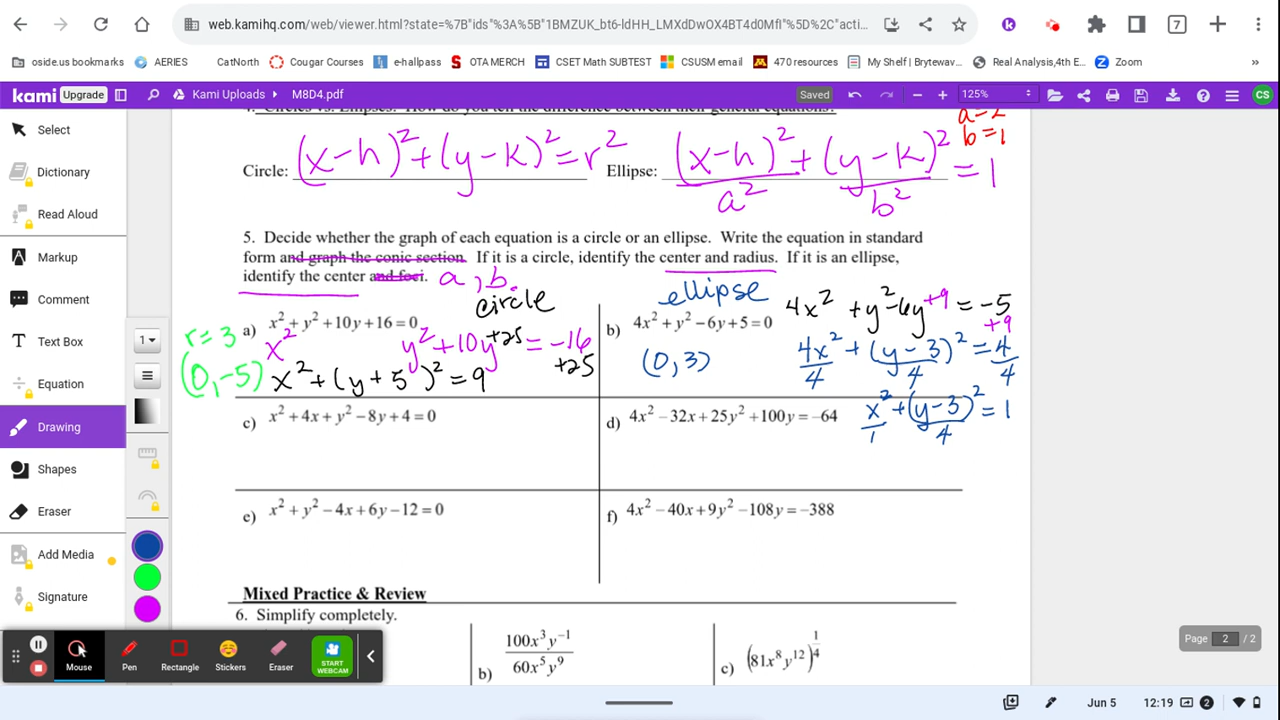 web.kamihq.com/web/viewer.html?state=%7B"ids"%3A%5B"1BMZUK_bt6-ldHH_LMXdDwOX4BT4d0MfI"%5D%2C"acti...
7
oside.us bookmarks AERIES CatNorth Cougar Courses e-hallpass OTA MERCH CSET Math SUBTEST CSUSM email 470 resources My Shelf | Brytewav... Real Analysis,4th E... Zoom »
kami Upgrade Kami Uploads > M8D4.pdf Saved 125% CS
Select
Dictionary
Read Aloud
Markup
Comment
Text Box
Equation
Drawing
Shapes
Eraser
Add Media
Signature
1
a=2
b=1
Circle: (x-h)²+(y-k)²=r² Ellipse: (x-h)²/a² + (y-k)²/b² = 1
5. Decide whether the graph of each equation is a circle or an ellipse. Write the equation in standard
form and graph the conic section. If it is a circle, identify the center and radius. If it is an ellipse,
identify the center and foci. a, b.
circle
a) x² + y² + 10y + 16 = 0
r = 3
x² y² + 10y +25 = -16 +25
(0,-5) x² + (y + 5)² = 9
ellipse
b) 4x² + y² − 6y + 5 = 0
4x² + y² - 6y +9 = -5 +9
(0, 3)
4x²/4 + (y-3)²/4 = 4/4
x²/1 + (y-3)²/4 = 1
c) x² + 4x + y² − 8y + 4 = 0
d) 4x² − 32x + 25y² + 100y = −64
e) x² + y² − 4x + 6y − 12 = 0
f) 4x² − 40x + 9y² − 108y = −388
Mixed Practice & Review
6. Simplify completely.
b) 100x³y⁻¹/60x⁵y⁹
c) (81x⁸y¹²)^(1/4)
Page 2 / 2
Mouse Pen Rectangle Stickers Eraser START WEBCAM
Jun 5 12:19 2